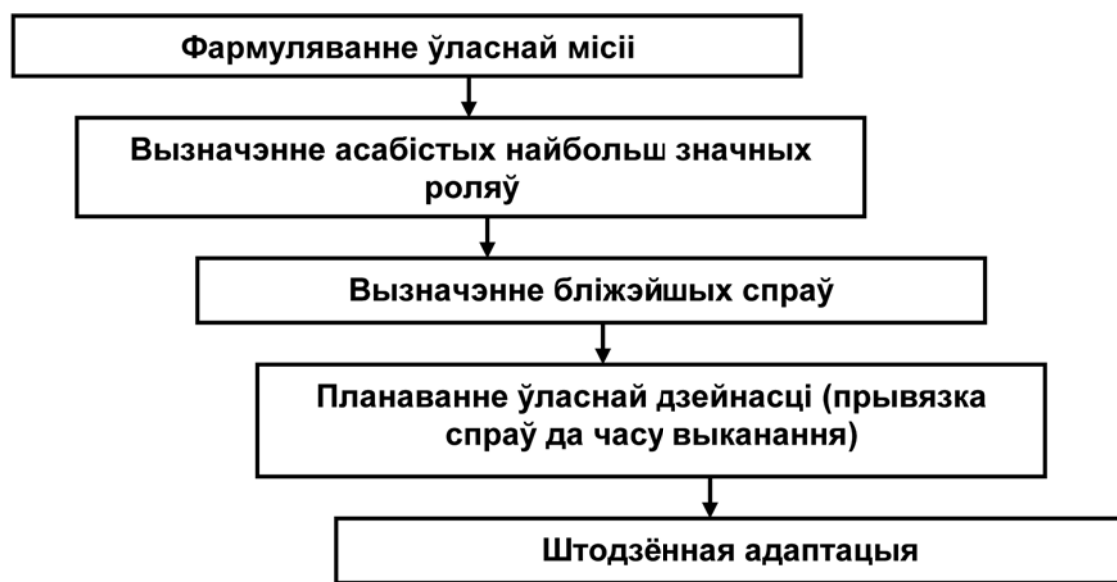 Фармуляванне ўласнай місіі
Вызначэнне асабістых найбольш значных
роляў
Вызначэнне бліжэйшых спраў
Планаванне ўласнай дзейнасці (прывязка
спраў да часу выканання)
Штодзённая адаптацыя